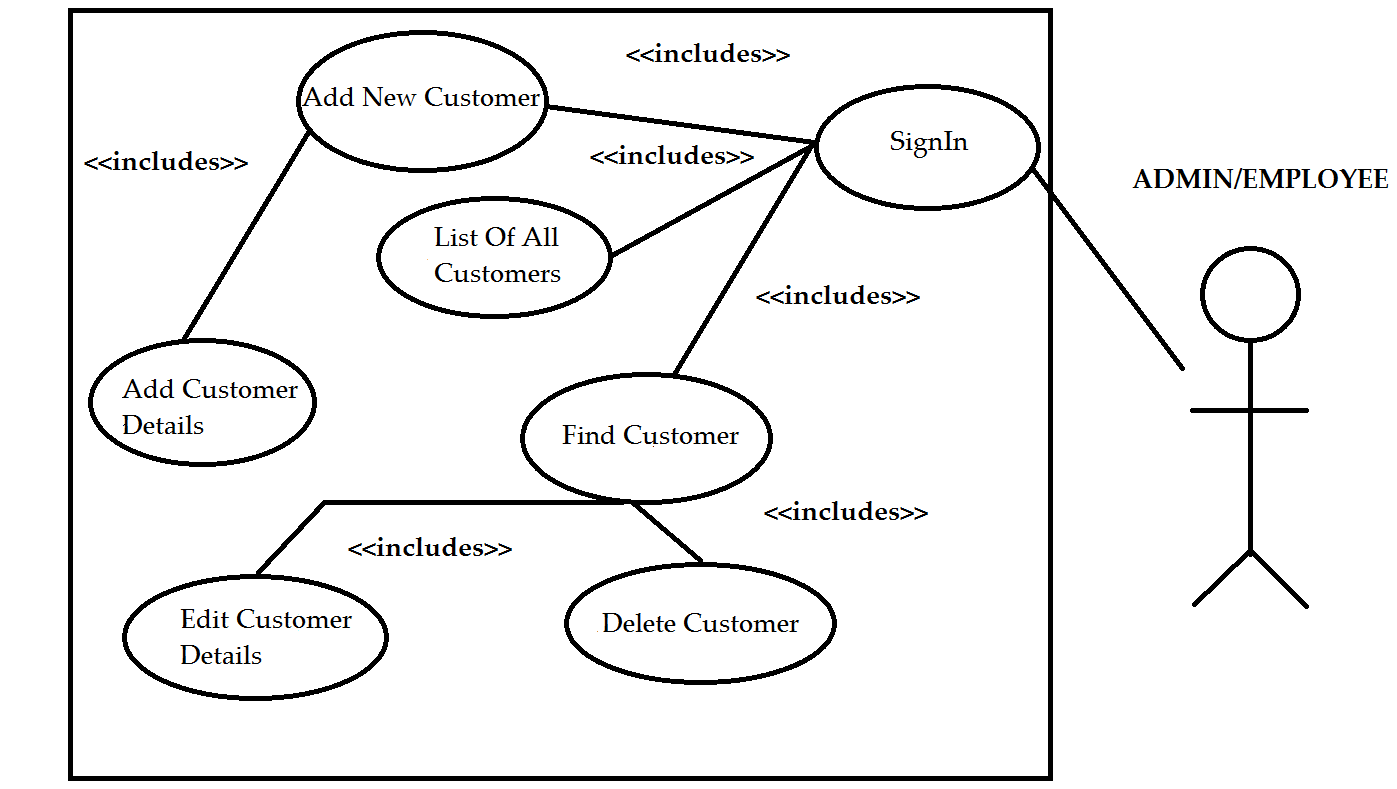 <<includes>>
Add New Customer
SignIn
<<includes>>
<<includes>>
ADMIN/EMPLOYEE
List Of All
Customers
<<includes>>
Add Customer
Details
Find Customer
<<includes>>
<<includes>>
Edit Customer
Details
Delete Customer